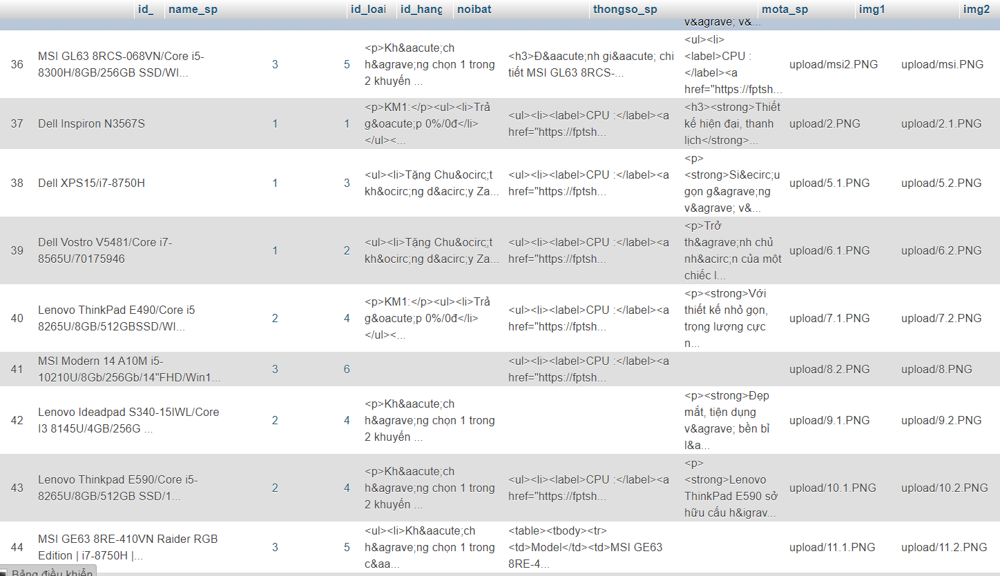 id_ name_sp id_loai id_hang noibat thongso_sp mota_sp img1 img2
v&agrave; v&...
36 MSI GL63 8RCS-068VN/Core i5-8300H/8GB/256GB SSD/WI... 3 5 <p>Kh&aacute;ch h&agrave;ng chọn 1 trong 2 khuyến ... <h3>Đ&aacute;nh gi&aacute; chi tiết MSI GL63 8RCS-... <ul><li><label>CPU :</label><a href="https://fptsh... upload/msi2.PNG upload/msi.PNG
37 Dell Inspiron N3567S 1 1 <p>KM1:</p><ul><li>Trả g&oacute;p 0%/0đ</li></ul><... <ul><li><label>CPU :</label><a href="https://fptsh... <h3><strong>Thiết kế hiện đại, thanh lịch</strong>... upload/2.PNG upload/2.1.PNG
38 Dell XPS15/i7-8750H 1 3 <ul><li>Tặng Chu&ocirc;t kh&ocirc;ng d&acirc;y Za... <ul><li><label>CPU :</label><a href="https://fptsh... <p><strong>Si&ecirc;u gọn g&agrave;ng v&agrave; v&... upload/5.1.PNG upload/5.2.PNG
39 Dell Vostro V5481/Core i7-8565U/70175946 1 2 <ul><li>Tặng Chu&ocirc;t kh&ocirc;ng d&acirc;y Za... <ul><li><label>CPU :</label><a href="https://fptsh... <p>Trở th&agrave;nh chủ nh&acirc;n của một chiếc l... upload/6.1.PNG upload/6.2.PNG
40 Lenovo ThinkPad E490/Core i5 8265U/8GB/512GBSSD/WI... 2 4 <p>KM1:</p><ul><li>Trả g&oacute;p 0%/0đ</li></ul><... <ul><li><label>CPU :</label><a href="https://fptsh... <p><strong>Với thiết kế nhỏ gọn, trọng lượng cực n... upload/7.1.PNG upload/7.2.PNG
41 MSI Modern 14 A10M i5-10210U/8Gb/256Gb/14"FHD/Win1... 3 6 <ul><li><label>CPU :</label><a href="https://fptsh... upload/8.2.PNG upload/8.PNG
42 Lenovo Ideapad S340-15IWL/Core I3 8145U/4GB/256G ... 2 4 <p>Kh&aacute;ch h&agrave;ng chọn 1 trong 2 khuyến ... <p><strong>Đẹp mắt, tiện dụng v&agrave; bền bỉ l&a... upload/9.1.PNG upload/9.2.PNG
43 Lenovo Thinkpad E590/Core i5-8265U/8GB/512GB SSD/1... 2 4 <p>Kh&aacute;ch h&agrave;ng chọn 1 trong 2 khuyến ... <ul><li><label>CPU :</label><a href="https://fptsh... <p><strong>Lenovo ThinkPad E590 sở hữu cấu h&igrav... upload/10.1.PNG upload/10.2.PNG
44 MSI GE63 8RE-410VN Raider RGB Edition | i7-8750H |... 3 5 <ul><li>Kh&aacute;ch h&agrave;ng chọn 1 trong c&aa... <table><tbody><tr><td>Model</td><td>MSI GE63 8RE-4... upload/11.1.PNG upload/11.2.PNG
Bảng điều khiển